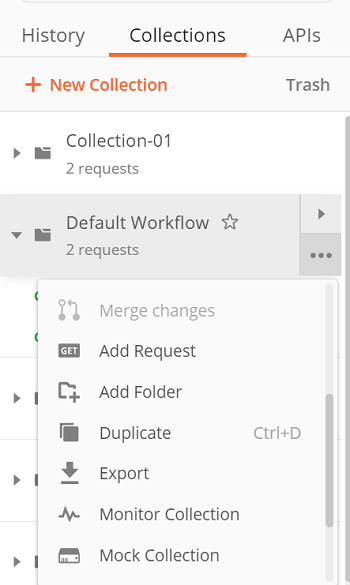 History Collections APIs
+ New Collection Trash
Collection-01
2 requests
Default Workflow
2 requests
Merge changes
GET Add Request
Add Folder
Duplicate Ctrl+D
Export
Monitor Collection
Mock Collection